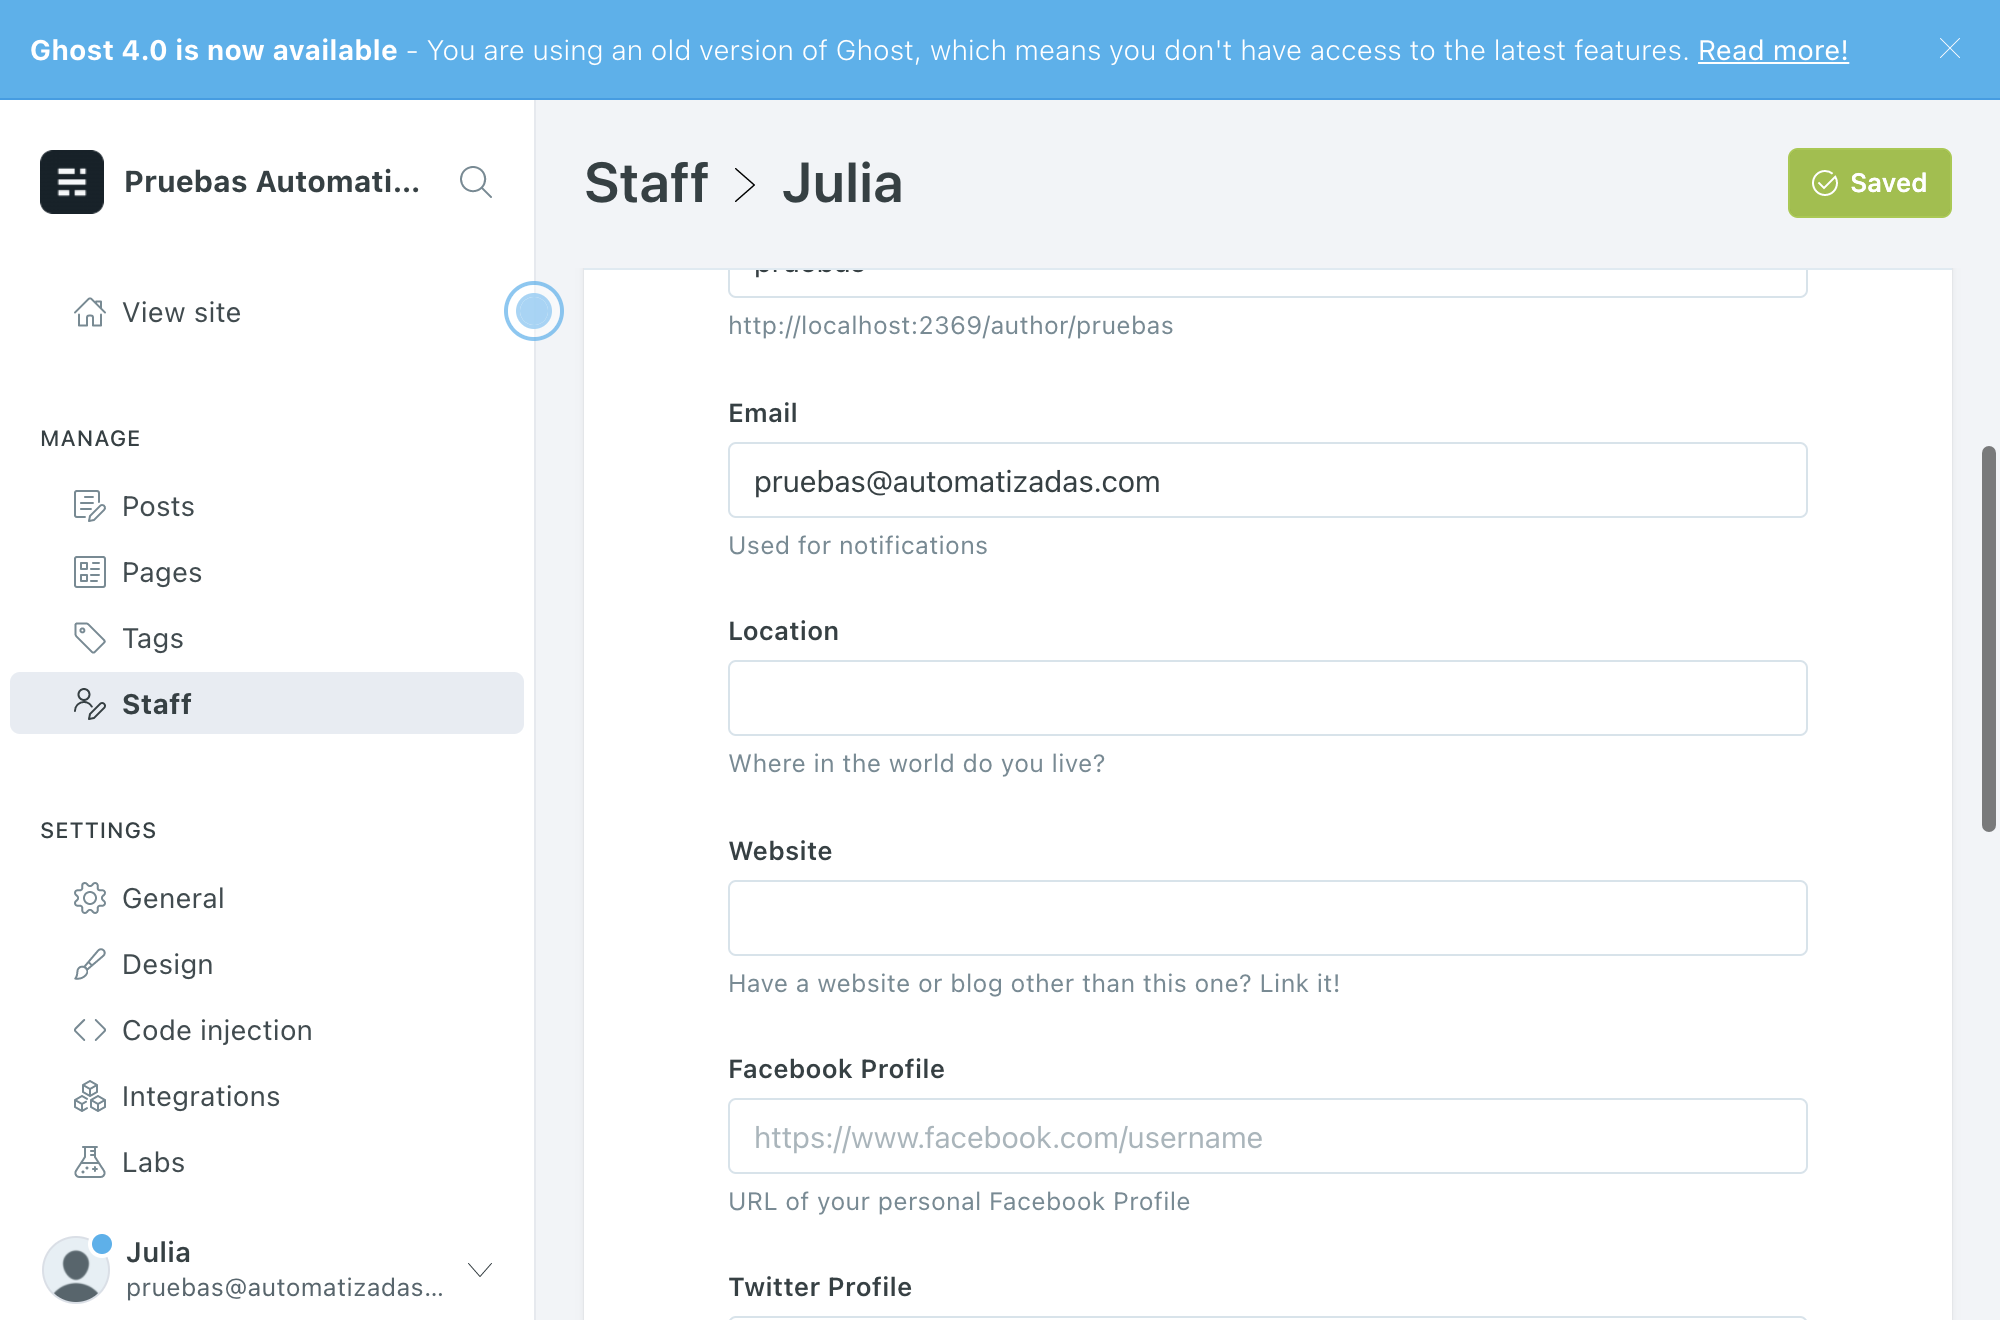 Ghost 4.0 is now available - You are using an old version of Ghost, which means you don't have access to the latest features. Read more!
Pruebas Automati...
View site
MANAGE
Posts
Pages
Tags
Staff
SETTINGS
General
Design
Code injection
Integrations
Labs
Julia
pruebas@automatizadas...
Staff > Julia
Saved
pruebas
http://localhost:2369/author/pruebas
Email
pruebas@automatizadas.com
Used for notifications
Location
Where in the world do you live?
Website
Have a website or blog other than this one? Link it!
Facebook Profile
https://www.facebook.com/username
URL of your personal Facebook Profile
Twitter Profile